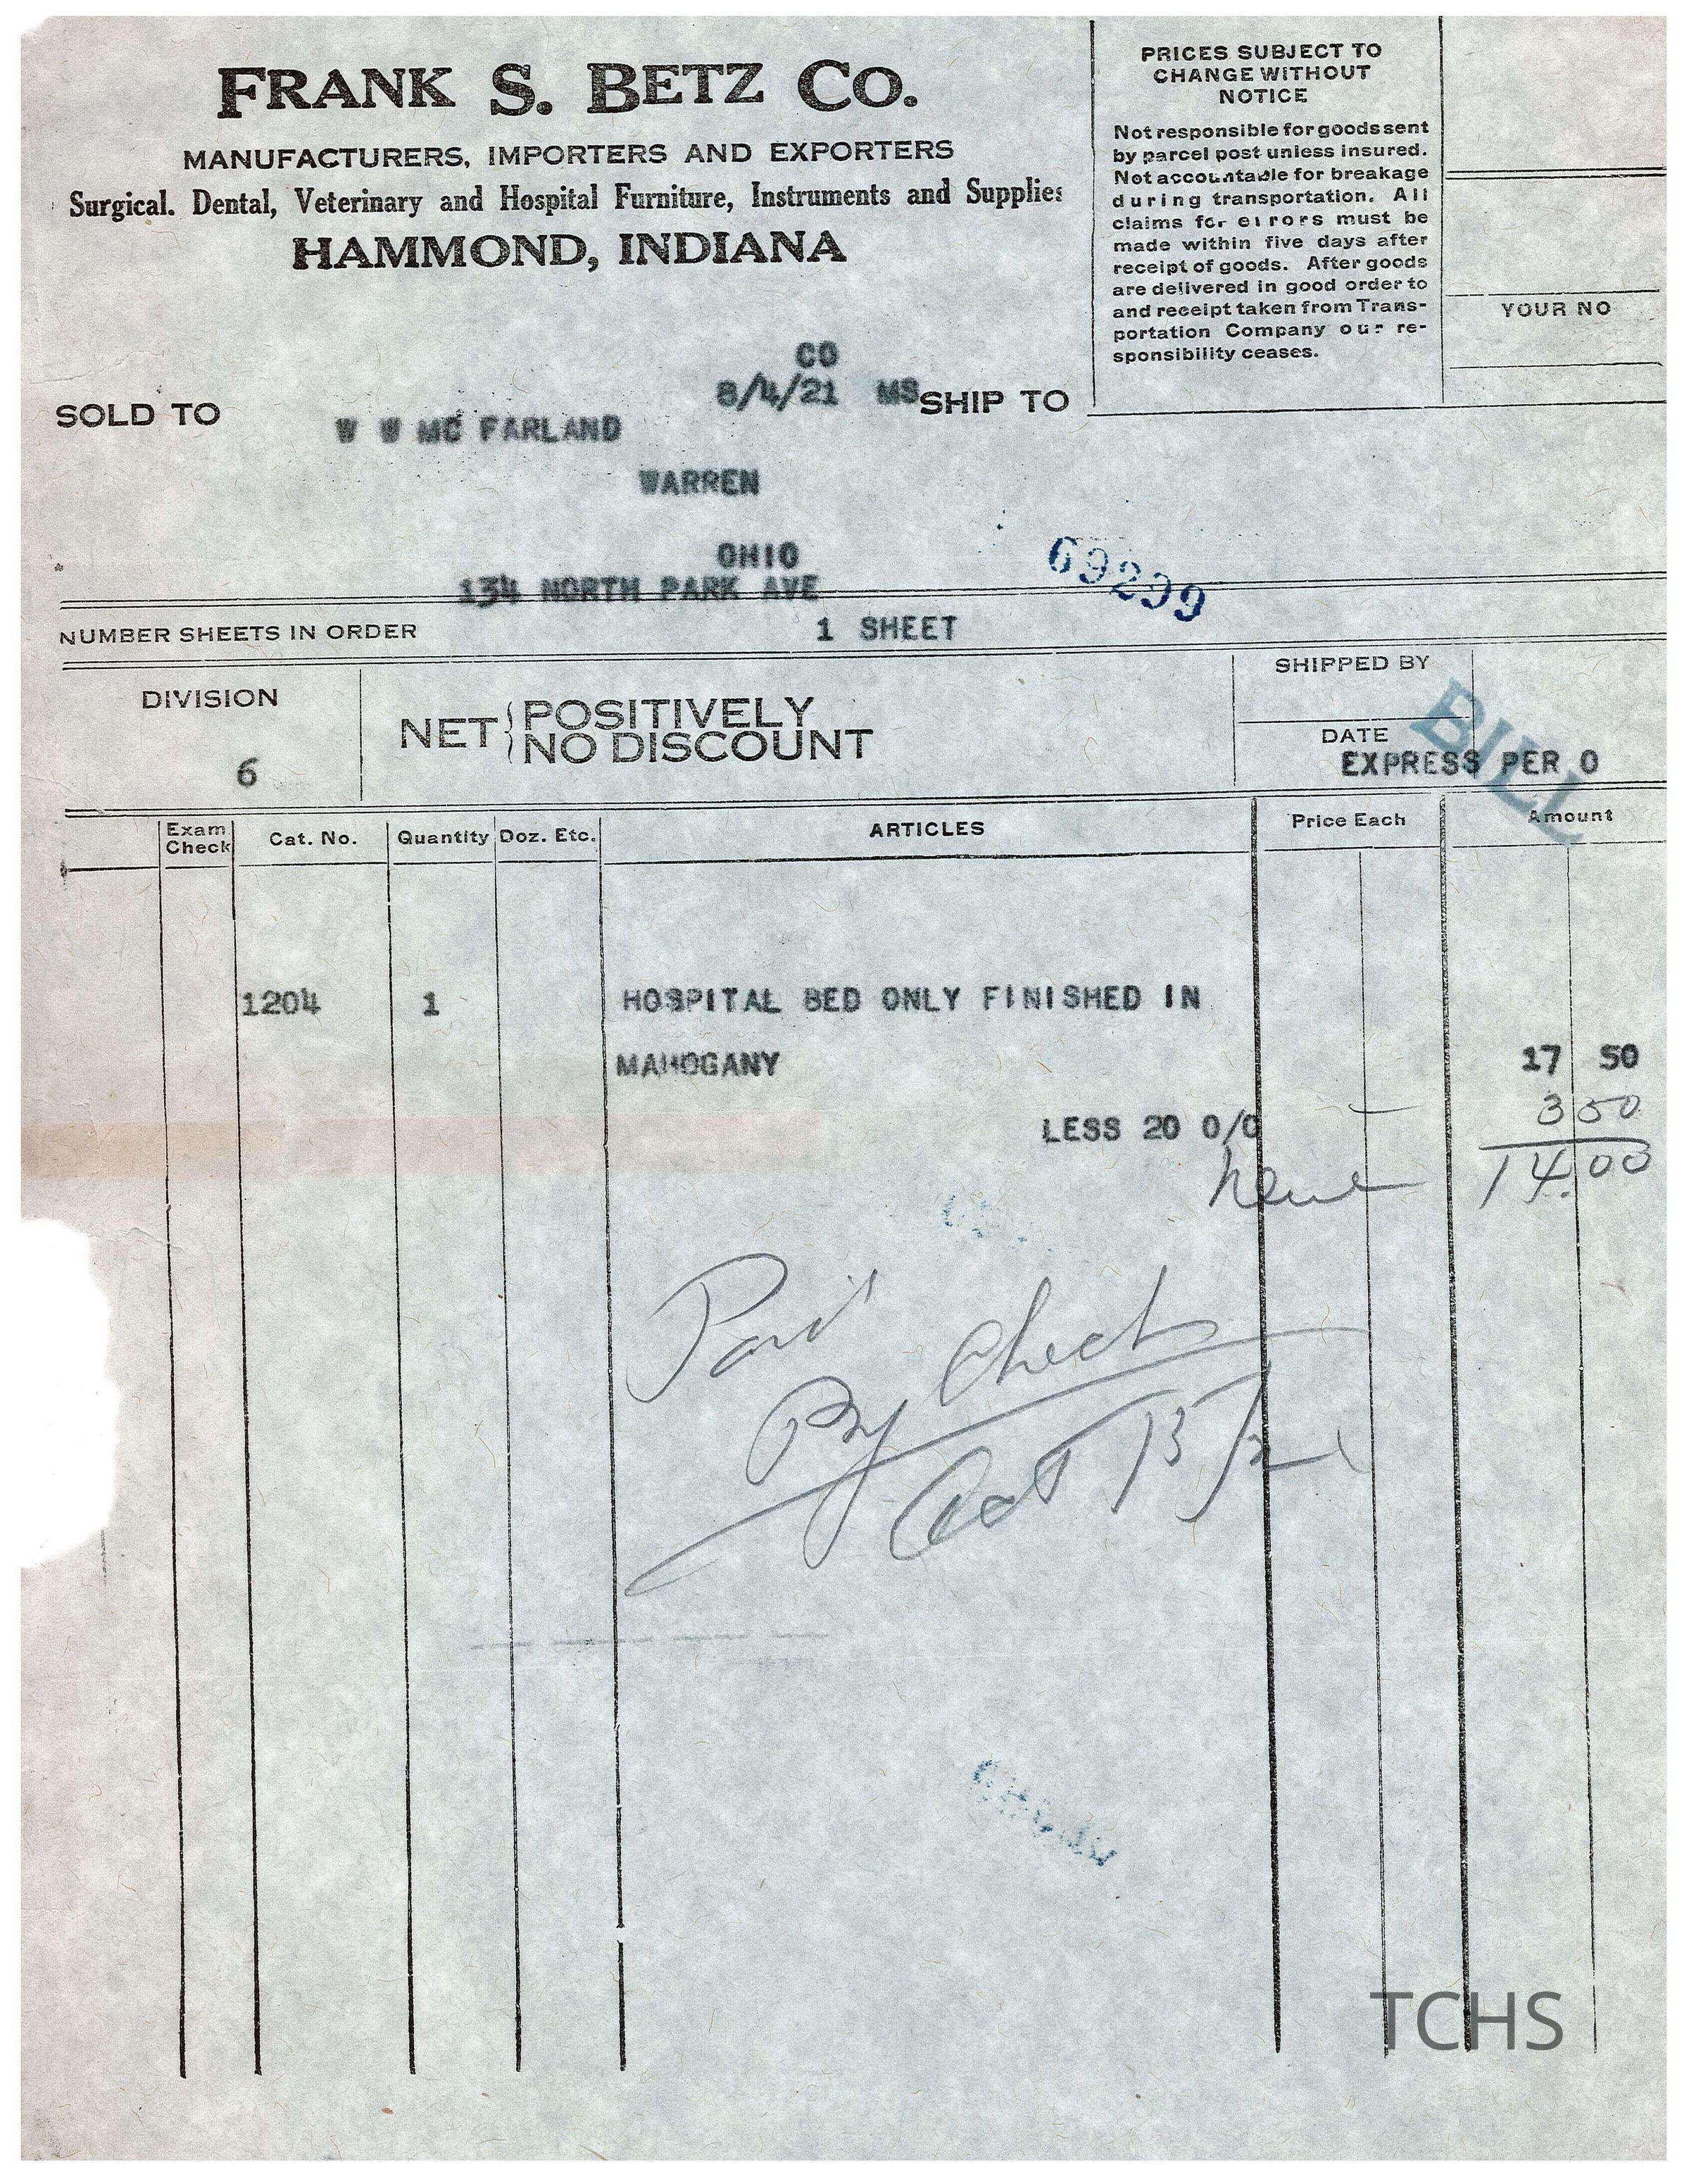 FRANK S. BETZ CO.
MANUFACTURERS, IMPORTERS AND EXPORTERS
Surgical. Dental, Veterinary and Hospital Furniture, Instruments and Supplies
HAMMOND, INDIANA
PRICES SUBJECT TO
CHANGE WITHOUT
NOTICE
Not responsible for goods sent
by parcel post unless insured.
Not accountable for breakage
during transportation. All
claims for errors must be
made within five days after
receipt of goods. After goods
are delivered in good order to
and receipt taken from Trans-
portation Company our re-
sponsibility ceases.
YOUR NO
CO
8/4/21 MS
SOLD TO
SHIP TO
W W MC FARLAND
WARREN
OHIO
134 NORTH PARK AVE
69299
NUMBER SHEETS IN ORDER 1 SHEET
DIVISION
6
NET { POSITIVELY
NO DISCOUNT
SHIPPED BY
DATE
EXPRESS PER O
BILL
Exam Check Cat. No. Quantity Doz. Etc. ARTICLES Price Each Amount
1204 1 HOSPITAL BED ONLY FINISHED IN
MAHOGANY 17 50
LESS 20 0/0 3 50
14.00
Paid
By Check
Oct 13/21
TCHS